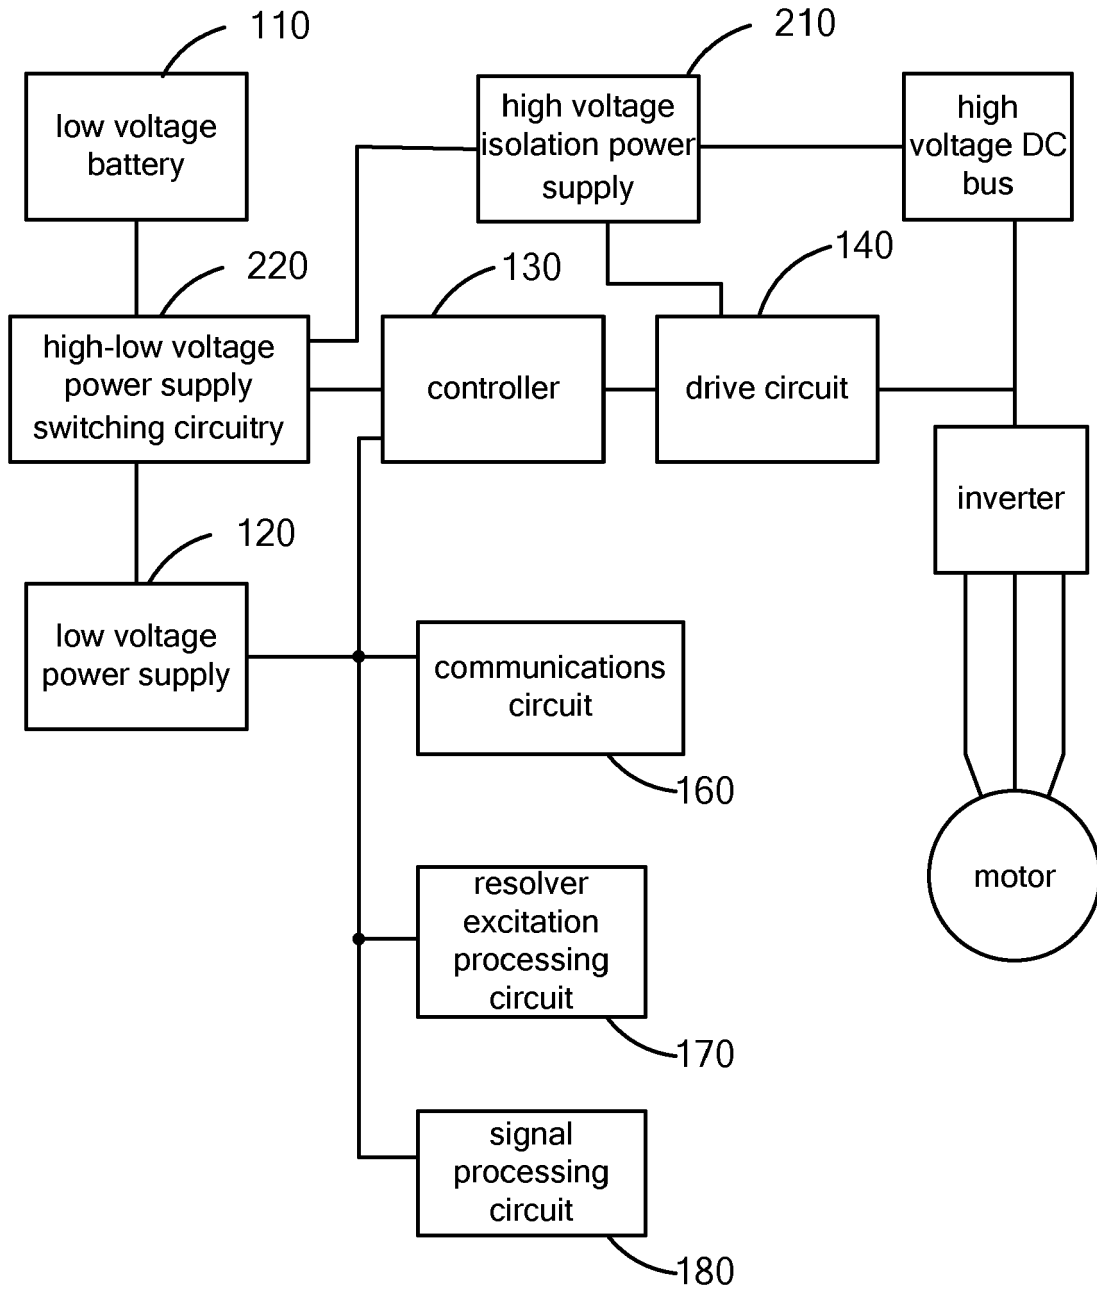 110
210
low voltage
battery
high voltage
isolation power
supply
high
voltage DC
bus
220
130
140
high-low voltage
power supply
switching circuitry
controller
drive circuit
inverter
120
low voltage
power supply
communications
circuit
160
motor
resolver
excitation
processing
circuit
170
signal
processing
circuit
180